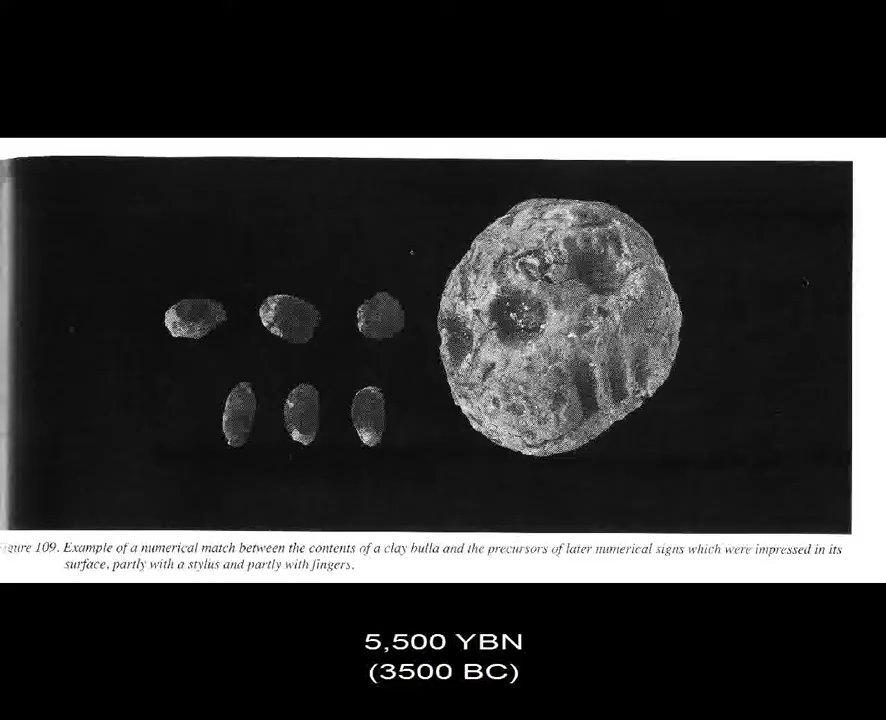 Figure 109. Example of a numerical match between the contents of a clay bulla and the precursors of later numerical signs which were impressed in its
surface, partly with a stylus and partly with fingers.
5,500 YBN
(3500 BC)